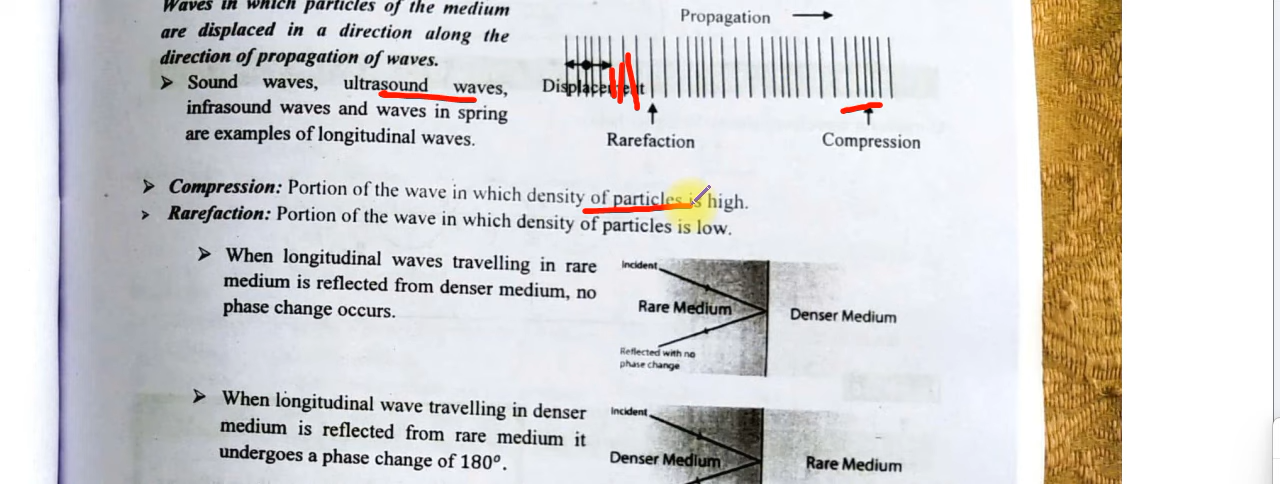 Waves in which particles of the medium
are displaced in a direction along the
direction of propagation of waves.
➤ Sound waves, ultrasound waves,
infrasound waves and waves in spring
are examples of longitudinal waves.
Propagation
Displacement
Rarefaction
Compression
➤ Compression: Portion of the wave in which density of particles is high.
➤ Rarefaction: Portion of the wave in which density of particles is low.
➤ When longitudinal waves travelling in rare
medium is reflected from denser medium, no
phase change occurs.
Incident
Rare Medium
Denser Medium
Reflected with no
phase change
➤ When longitudinal wave travelling in denser
medium is reflected from rare medium it
undergoes a phase change of 180°.
Incident
Denser Medium
Rare Medium